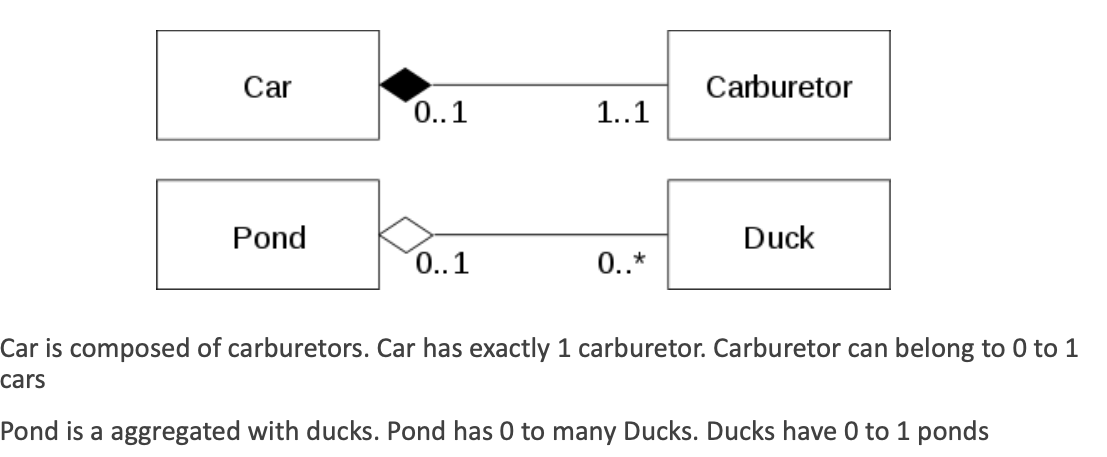 Car
Carburetor
0..1
1..1
Pond
Duck
0..1
0..*
Car is composed of carburetors. Car has exactly 1 carburetor. Carburetor can belong to 0 to 1
cars
Pond is a aggregated with ducks. Pond has 0 to many Ducks. Ducks have 0 to 1 ponds